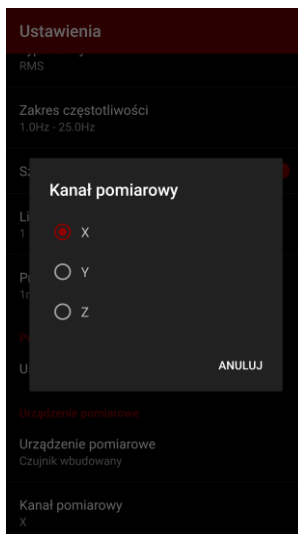 Ustawienia
RMS
Zakres częstotliwości
1.0Hz - 25.0Hz
Kanał pomiarowy
X
Y
Z
ANULUJ
Urządzenie pomiarowe
Urządzenie pomiarowe
Czujnik wbudowany
Kanał pomiarowy
X